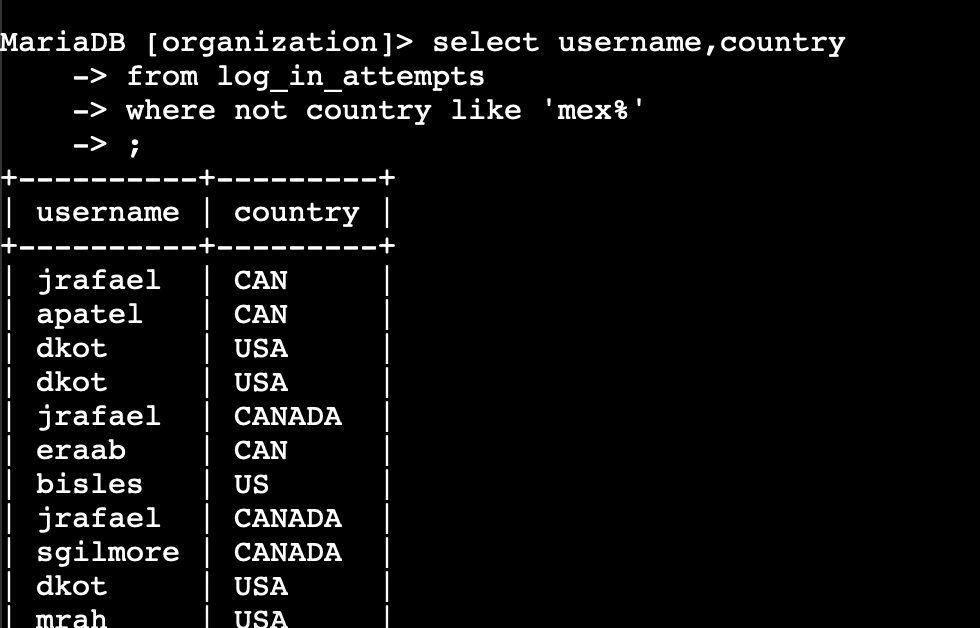 MariaDB [organization]> select username,country
    -> from log_in_attempts
    -> where not country like 'mex%'
    -> ;
+----------+---------+
| username | country |
+----------+---------+
| jrafael  | CAN     |
| apatel   | CAN     |
| dkot     | USA     |
| dkot     | USA     |
| jrafael  | CANADA  |
| eraab    | CAN     |
| bisles   | US      |
| jrafael  | CANADA  |
| sgilmore | CANADA  |
| dkot     | USA     |
| mrah     | USA     |